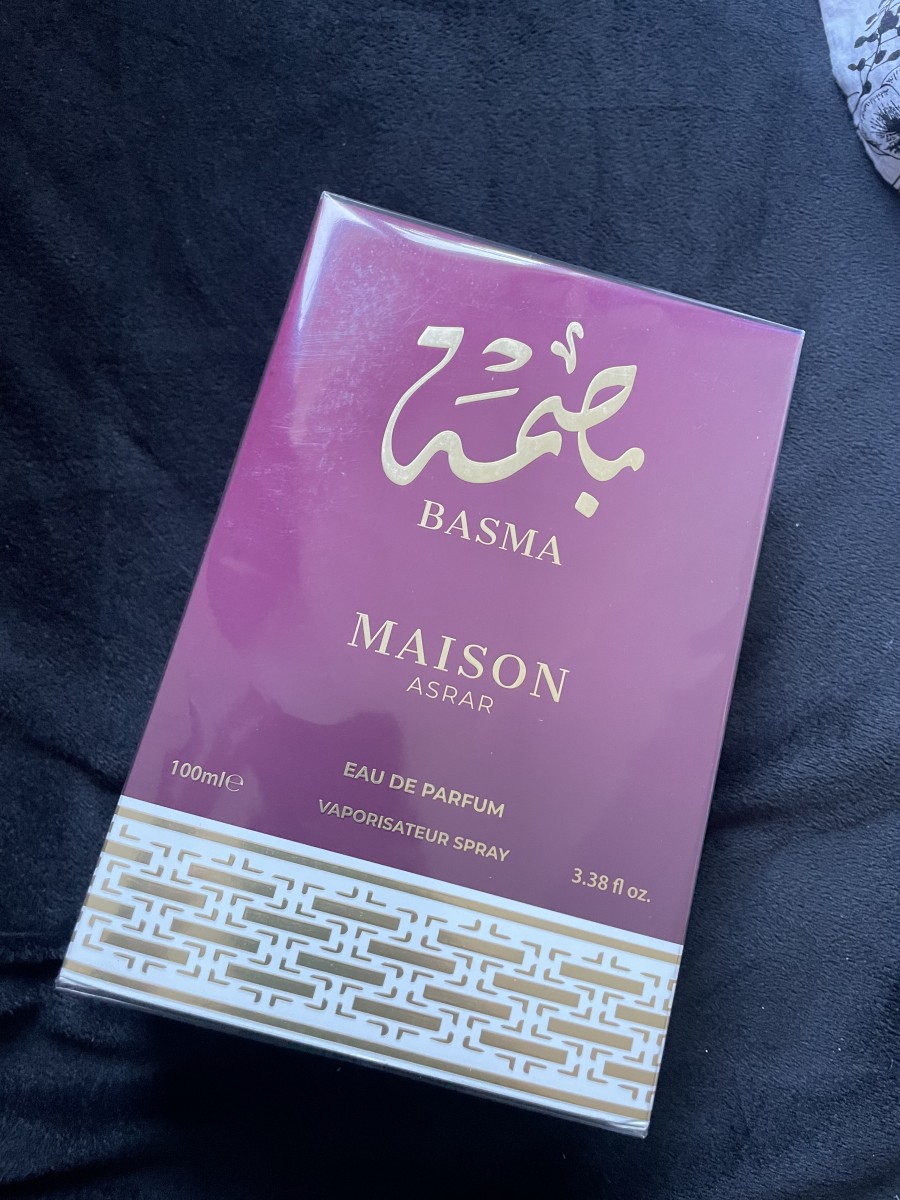 بصمة
BASMA
MAISON
ASRAR
100ml℮
EAU DE PARFUM
VAPORISATEUR SPRAY
3.38 fl oz.